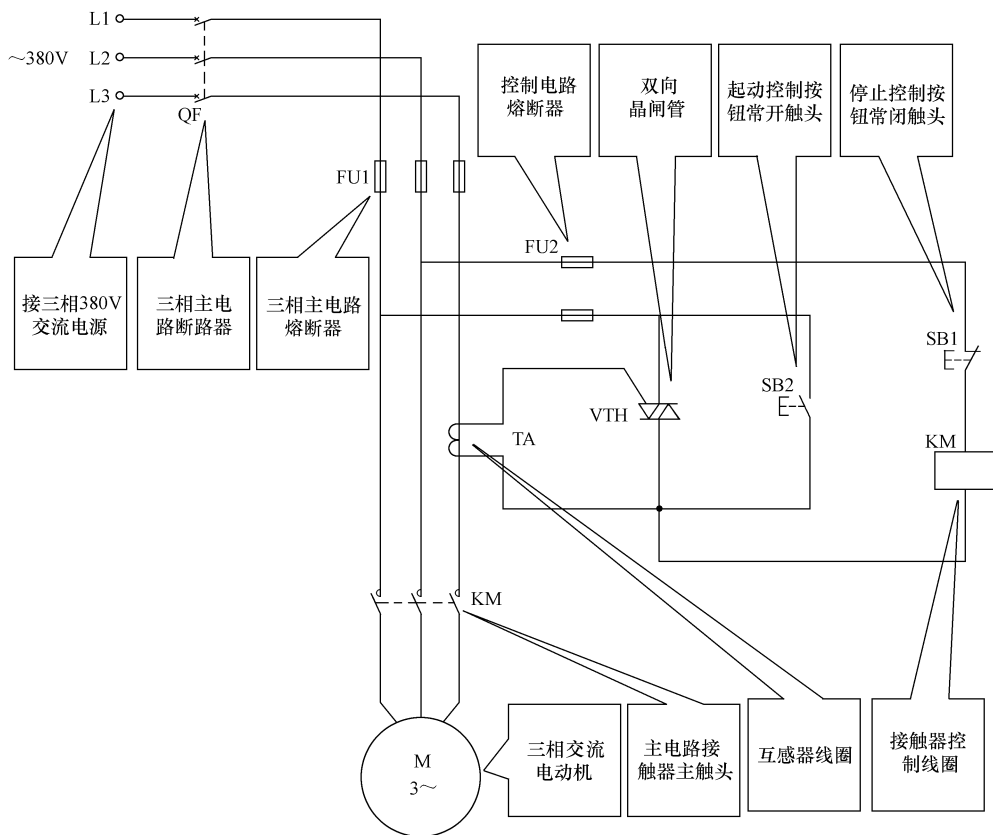 L1
～380V
L2
L3
QF
FU1
控制电路
熔断器
双向
晶闸管
起动控制按
钮常开触头
停止控制按
钮常闭触头
FU2
接三相380V
交流电源
三相主电
路断路器
三相主电路
熔断器
SB1
SB2
VTH
TA
KM
KM
M
3～
三相交流
电动机
主电路接
触器主触头
互感器线圈
接触器控
制线圈